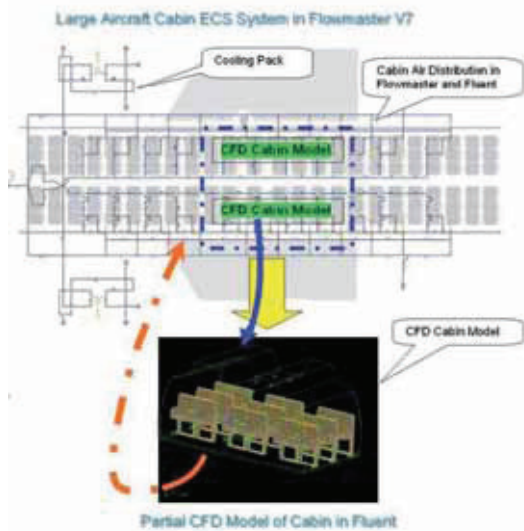 Large Aircraft Cabin ECS System in Flowmaster V7
Cooling Pack
Cabin Air Distribution in
Flowmaster and Fluent
CFD Cabin Model
CFD Cabin Model
CFD Cabin Model
Partial CFD Model of Cabin in Fluent